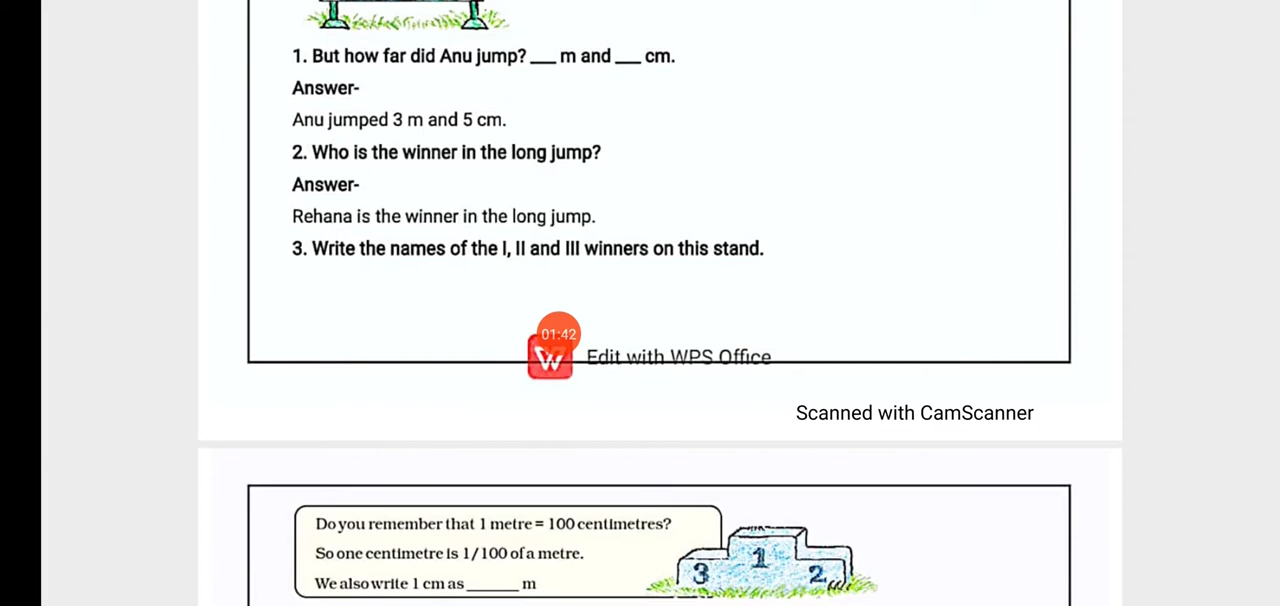 1. But how far did Anu jump? ___ m and ___ cm.
Answer-
Anu jumped 3 m and 5 cm.
2. Who is the winner in the long jump?
Answer-
Rehana is the winner in the long jump.
3. Write the names of the I, II and III winners on this stand.
01:42
W Edit with WPS Office
Scanned with CamScanner
Do you remember that 1 metre = 100 centimetres?
So one centimetre is 1/100 of a metre.
We also write 1 cm as ______ m
3 1 2